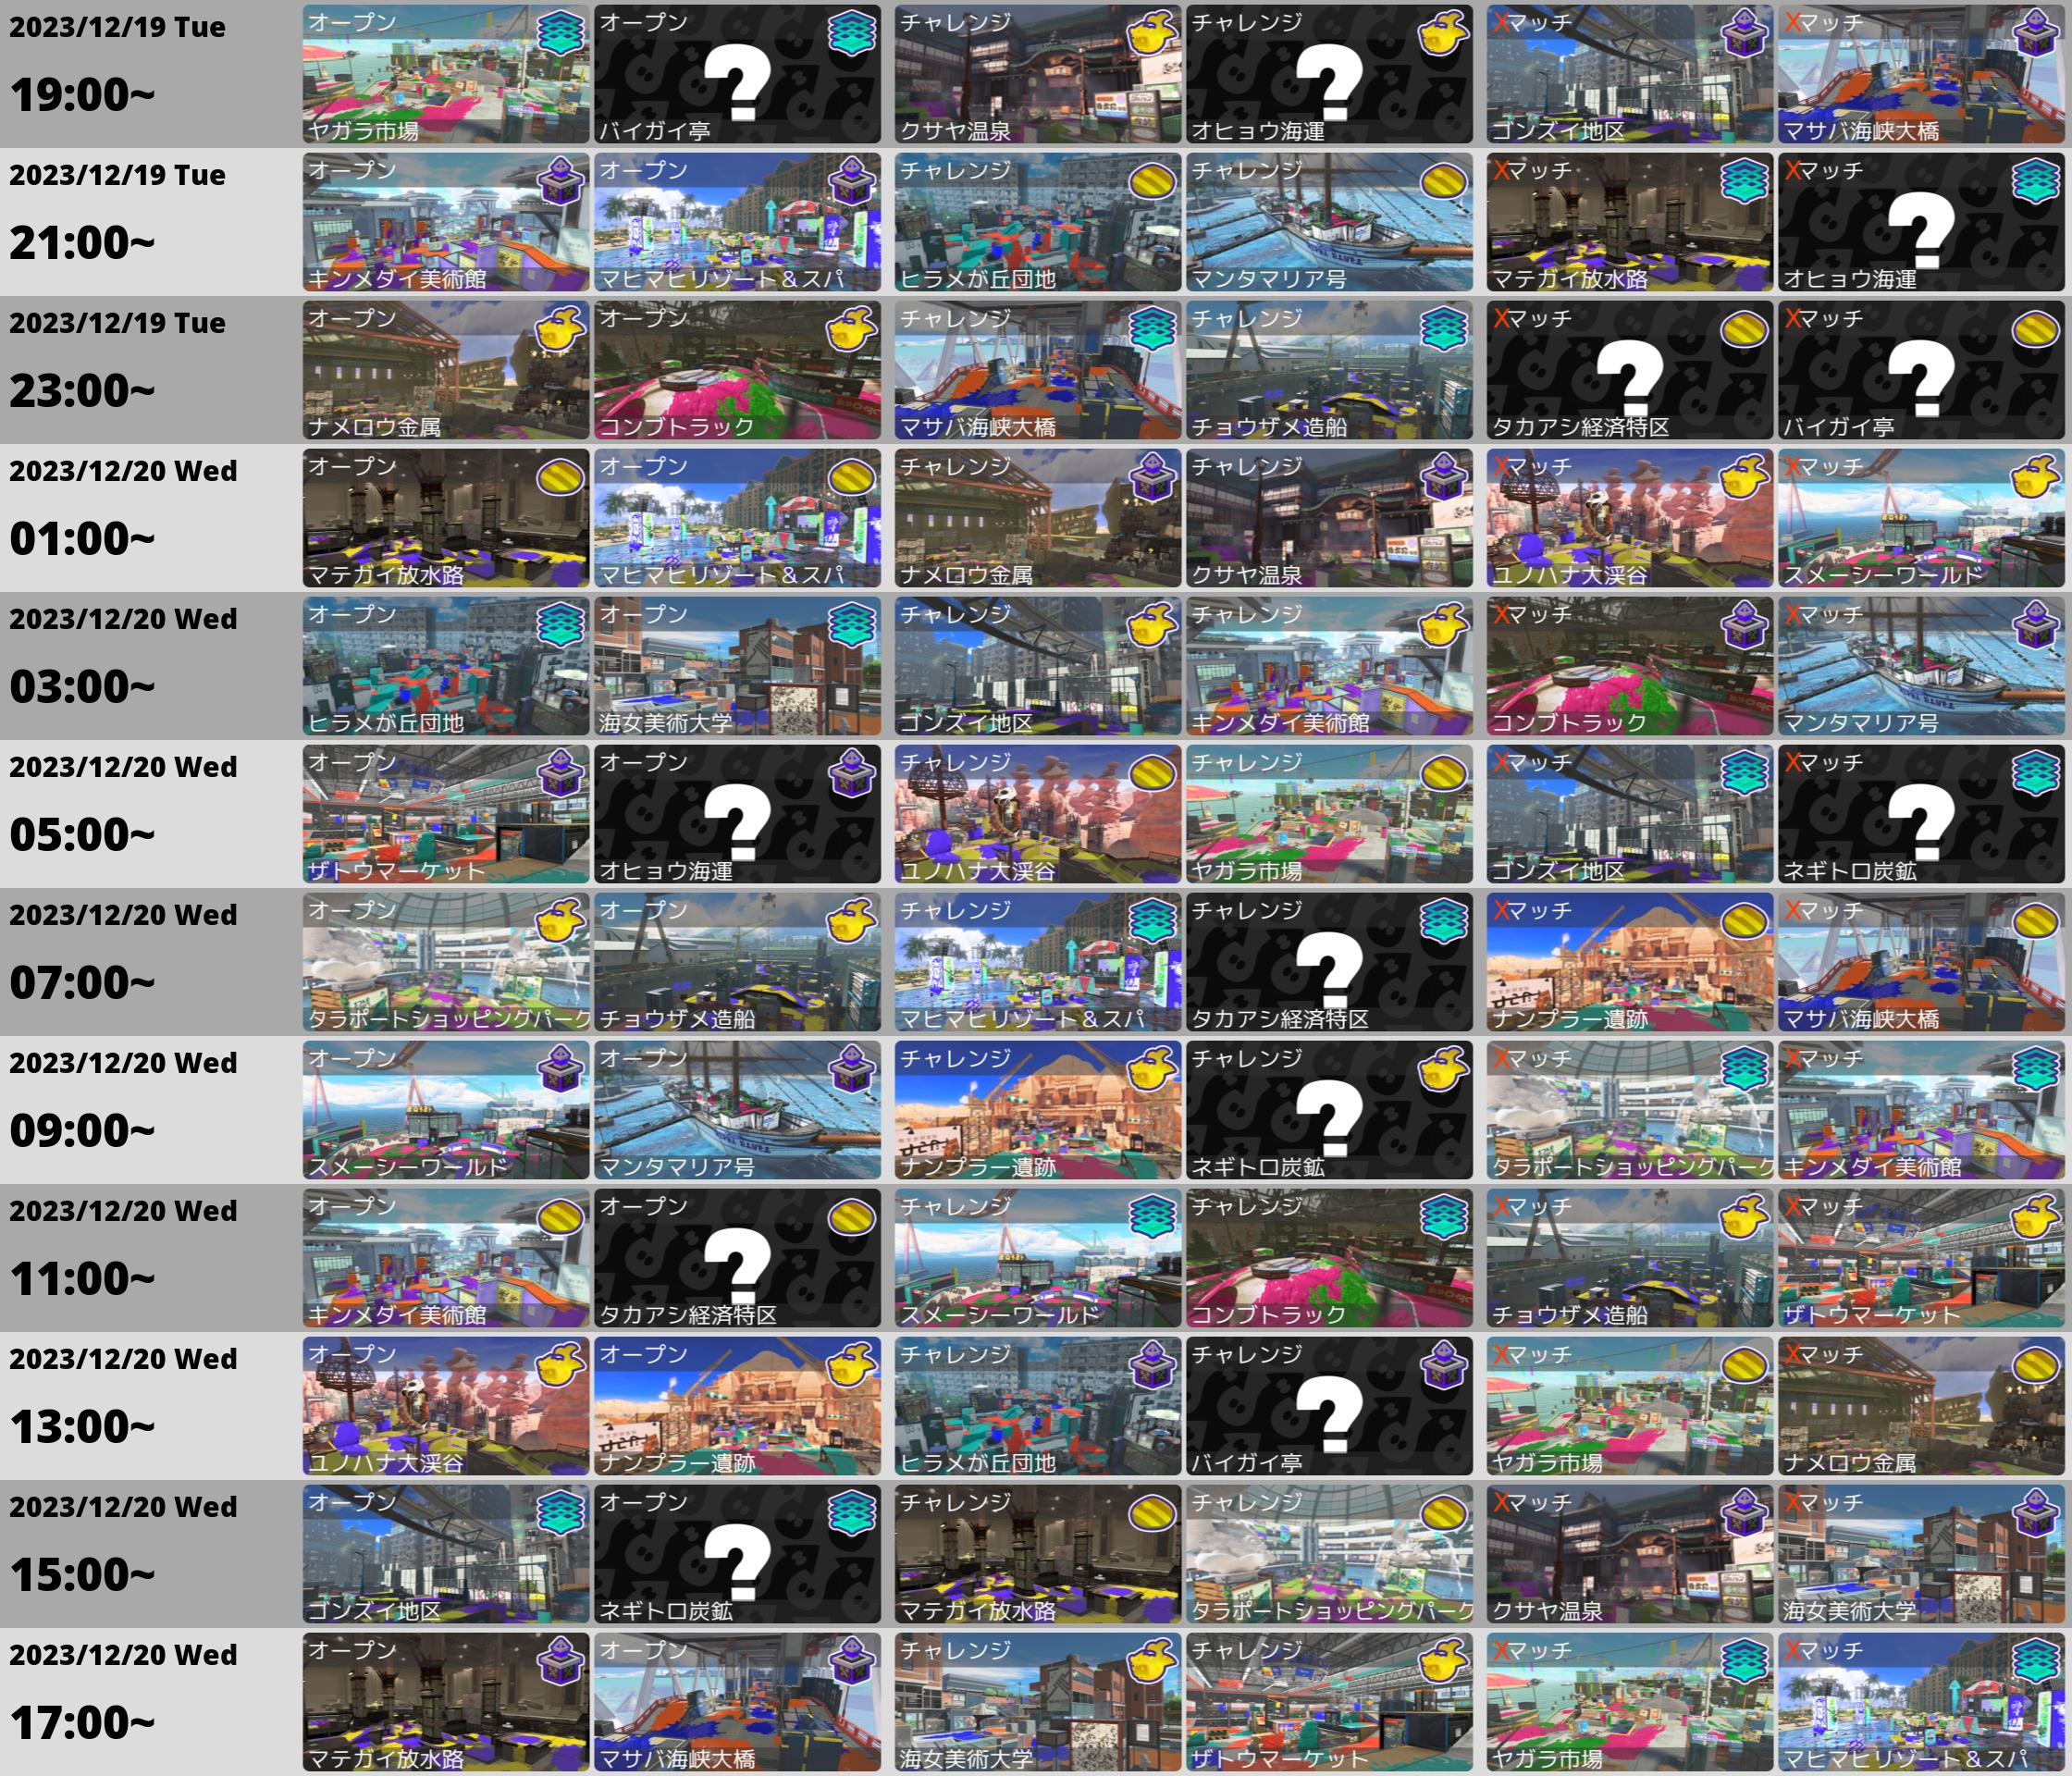 2023/12/19 Tue
19:00~
オープン
ヤガラ市場
オープン
バイガイ亭
チャレンジ
クサヤ温泉
チャレンジ
オヒョウ海運
Xマッチ
ゴンズイ地区
Xマッチ
マサバ海峡大橋
2023/12/19 Tue
21:00~
オープン
キンメダイ美術館
オープン
マヒマヒリゾート&スパ
チャレンジ
ヒラメが丘団地
チャレンジ
マンタマリア号
Xマッチ
マテガイ放水路
Xマッチ
オヒョウ海運
2023/12/19 Tue
23:00~
オープン
ナメロウ金属
オープン
コンブトラック
チャレンジ
マサバ海峡大橋
チャレンジ
チョウザメ造船
Xマッチ
タカアシ経済特区
Xマッチ
バイガイ亭
2023/12/20 Wed
01:00~
オープン
マテガイ放水路
オープン
マヒマヒリゾート&スパ
チャレンジ
ナメロウ金属
チャレンジ
クサヤ温泉
Xマッチ
ユノハナ大渓谷
Xマッチ
スメーシーワールド
2023/12/20 Wed
03:00~
オープン
ヒラメが丘団地
オープン
海女美術大学
チャレンジ
ゴンズイ地区
チャレンジ
キンメダイ美術館
Xマッチ
コンブトラック
Xマッチ
マンタマリア号
2023/12/20 Wed
05:00~
オープン
ザトウマーケット
オープン
オヒョウ海運
チャレンジ
ユノハナ大渓谷
チャレンジ
ヤガラ市場
Xマッチ
ゴンズイ地区
Xマッチ
ネギトロ炭鉱
2023/12/20 Wed
07:00~
オープン
タラポートショッピングパーク
オープン
チョウザメ造船
チャレンジ
マヒマヒリゾート&スパ
チャレンジ
タカアシ経済特区
Xマッチ
ナンプラー遺跡
Xマッチ
マサバ海峡大橋
2023/12/20 Wed
09:00~
オープン
スメーシーワールド
オープン
マンタマリア号
チャレンジ
ナンプラー遺跡
チャレンジ
ネギトロ炭鉱
Xマッチ
タラポートショッピングパーク
Xマッチ
キンメダイ美術館
2023/12/20 Wed
11:00~
オープン
キンメダイ美術館
オープン
タカアシ経済特区
チャレンジ
スメーシーワールド
チャレンジ
コンブトラック
Xマッチ
チョウザメ造船
Xマッチ
ザトウマーケット
2023/12/20 Wed
13:00~
オープン
ユノハナ大渓谷
オープン
ナンプラー遺跡
チャレンジ
ヒラメが丘団地
チャレンジ
バイガイ亭
Xマッチ
ヤガラ市場
Xマッチ
ナメロウ金属
2023/12/20 Wed
15:00~
オープン
ゴンズイ地区
オープン
ネギトロ炭鉱
チャレンジ
マテガイ放水路
チャレンジ
タラポートショッピングパーク
Xマッチ
クサヤ温泉
Xマッチ
海女美術大学
2023/12/20 Wed
17:00~
オープン
マテガイ放水路
オープン
マサバ海峡大橋
チャレンジ
海女美術大学
チャレンジ
ザトウマーケット
Xマッチ
ヤガラ市場
Xマッチ
マヒマヒリゾート&スパ